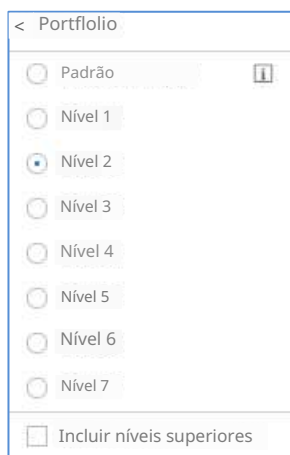 < Portflolio
Padrão
Nível 1
Nível 2
Nível 3
Nível 4
Nível 5
Nível 6
Nível 7
Incluir níveis superiores